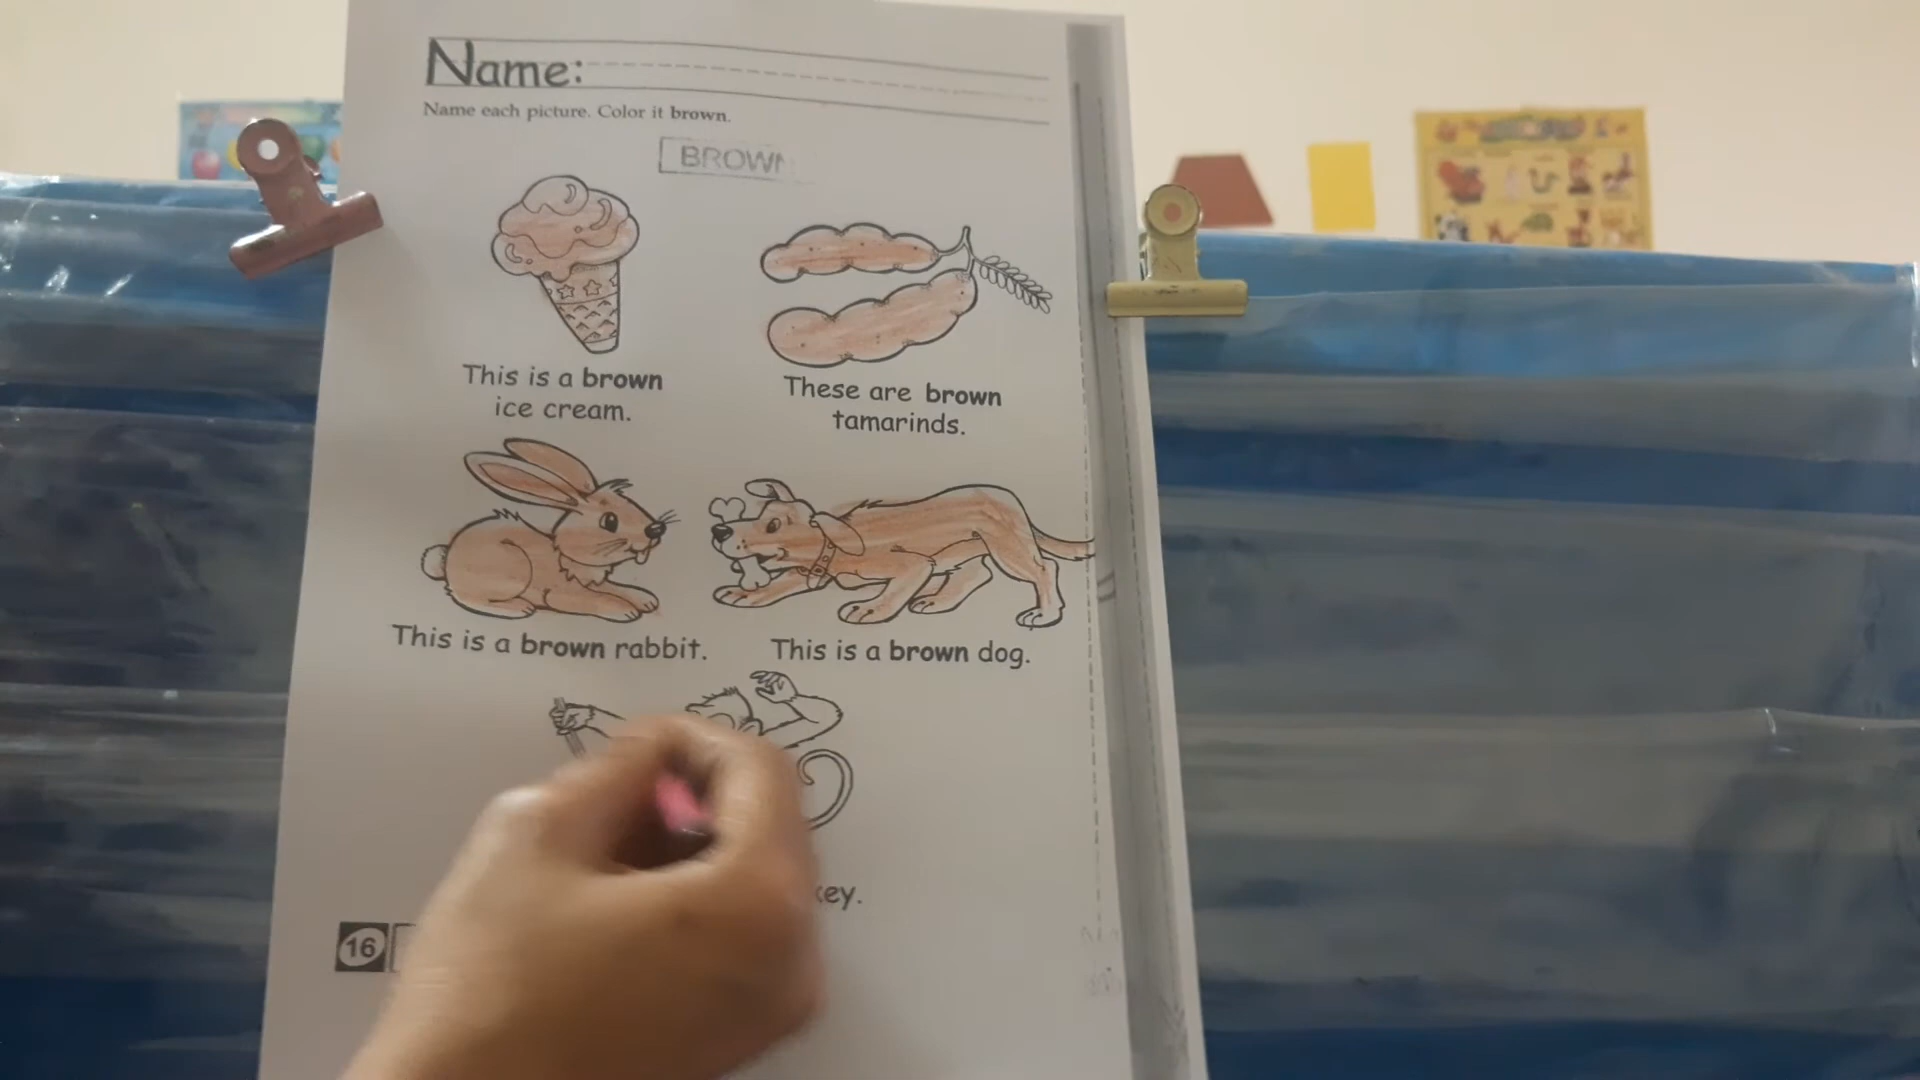 Name:
Name each picture. Color it brown.
BROWN
This is a brown
ice cream.
These are brown
tamarinds.
This is a brown rabbit.
This is a brown dog.
key.
16